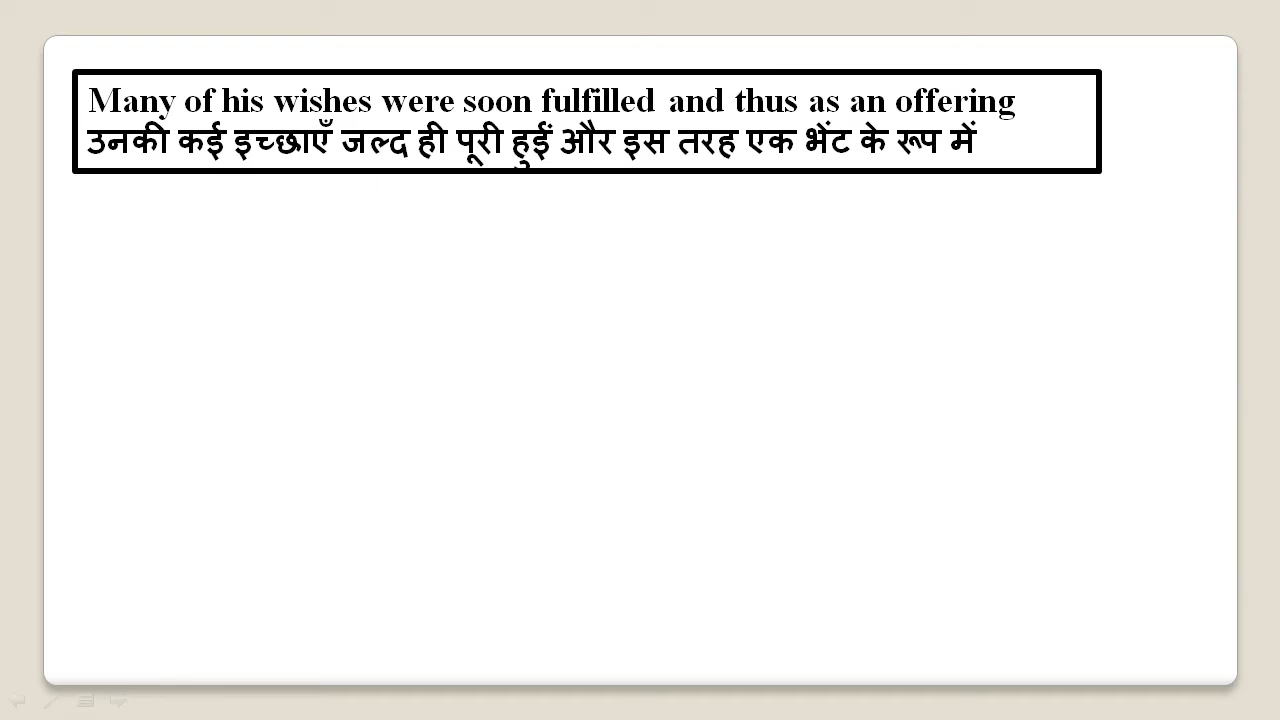 Many of his wishes were soon fulfilled and thus as an offering
उनकी कई इच्छाएँ जल्द ही पूरी हुईं और इस तरह एक भेंट के रूप में